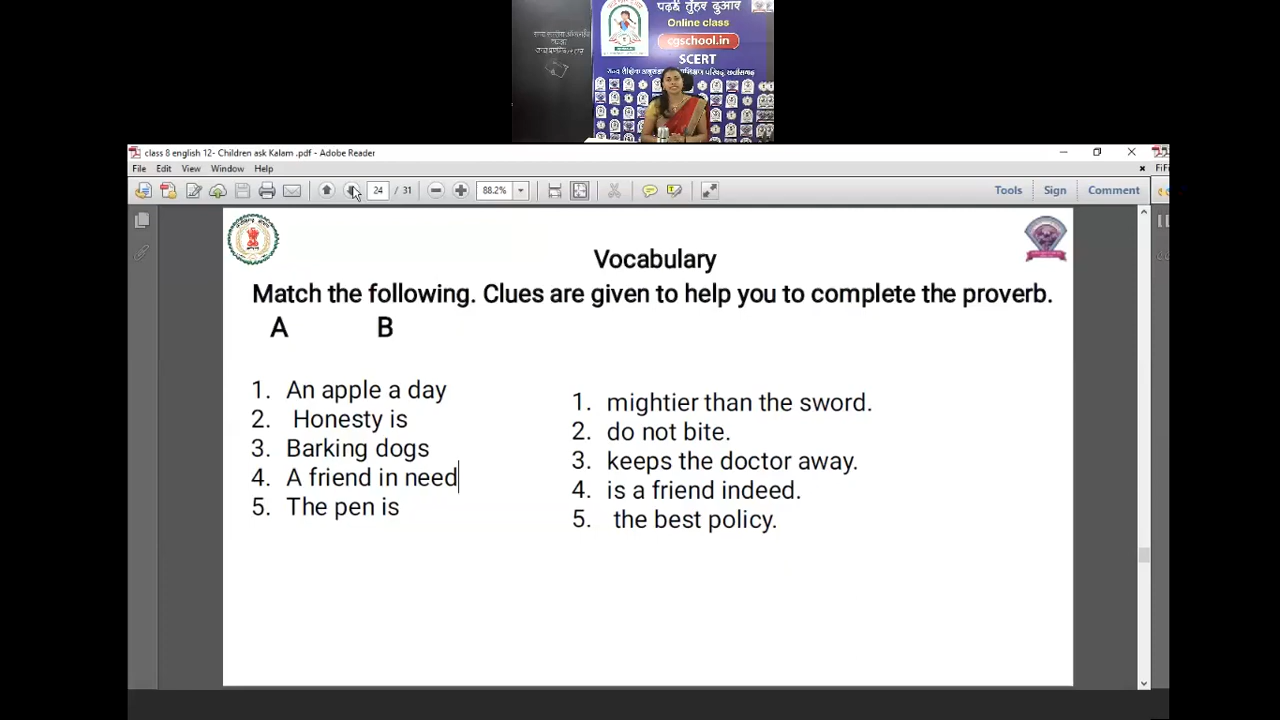 पढ़ई तुंहर दुआर
Online class
cgschool.in
SCERT
राज्य शैक्षिक अनुसंधान
परिषद्
class 8 english 12- Children ask Kalam .pdf - Adobe Reader
File Edit View Window Help
24 / 31 88.2% Tools Sign Comment
Vocabulary
Match the following. Clues are given to help you to complete the proverb.
A B
1. An apple a day
2. Honesty is
3. Barking dogs
4. A friend in need
5. The pen is
1. mightier than the sword.
2. do not bite.
3. keeps the doctor away.
4. is a friend indeed.
5. the best policy.